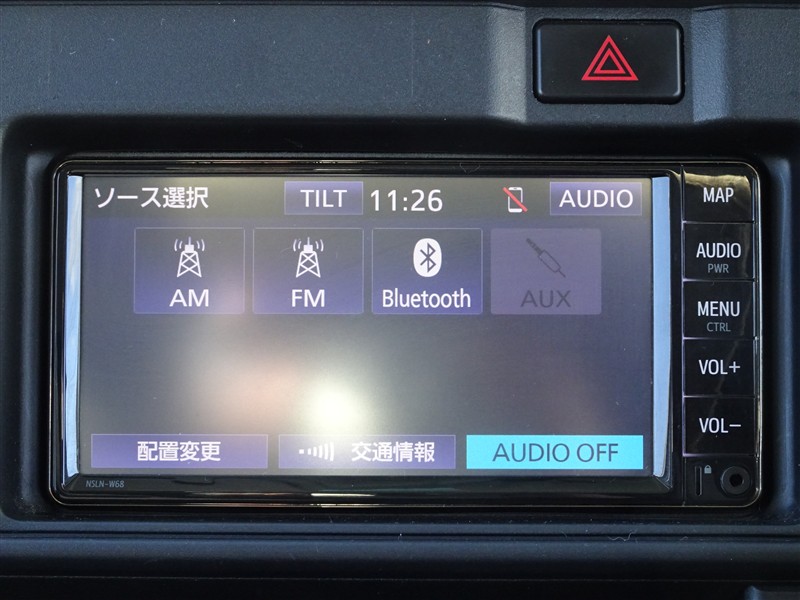 ソース選択 TILT 11:26 AUDIO
AM FM Bluetooth AUX
配置変更 交通情報 AUDIO OFF
MAP
AUDIO
PWR
MENU
CTRL
VOL+
VOL−
NSLN-W68